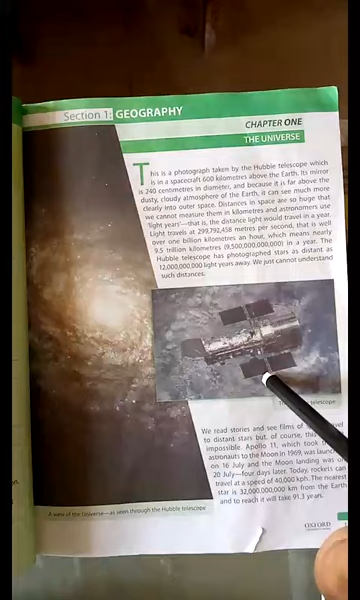 Section 1: GEOGRAPHY
CHAPTER ONE
THE UNIVERSE
This is a photograph taken by the Hubble telescope which
is in a spacecraft 600 kilometres above the Earth. Its mirror
is 240 centimetres in diameter, and because it is far above the
dusty, cloudy atmosphere of the Earth, it can see much more
clearly into outer space. Distances in space are so huge that
we cannot measure them in kilometres and astronomers use
'light years'—that is, the distance light would travel in a year.
Light travels at 299,792,458 metres per second, that is well
over one billion kilometres an hour, which means nearly
9.5 trillion kilometres (9,500,000,000,000) in a year. The
Hubble telescope has photographed stars as distant as
12,000,000,000 light years away. We just cannot understand
such distances.
telescope
We read stories and see films of travel
to distant stars but, of course, this
impossible. Apollo 11, which took
astronauts to the Moon in 1969, was
on 16 July and the Moon landing was
20 July—four days later. Today, rockets can
travel at a speed of 40,000 kph. The nearest
star is 32,000,000,000 km from the Earth
and to reach it will take 91.3 years.
A view of the Universe—as seen through the Hubble telescope
OXFORD